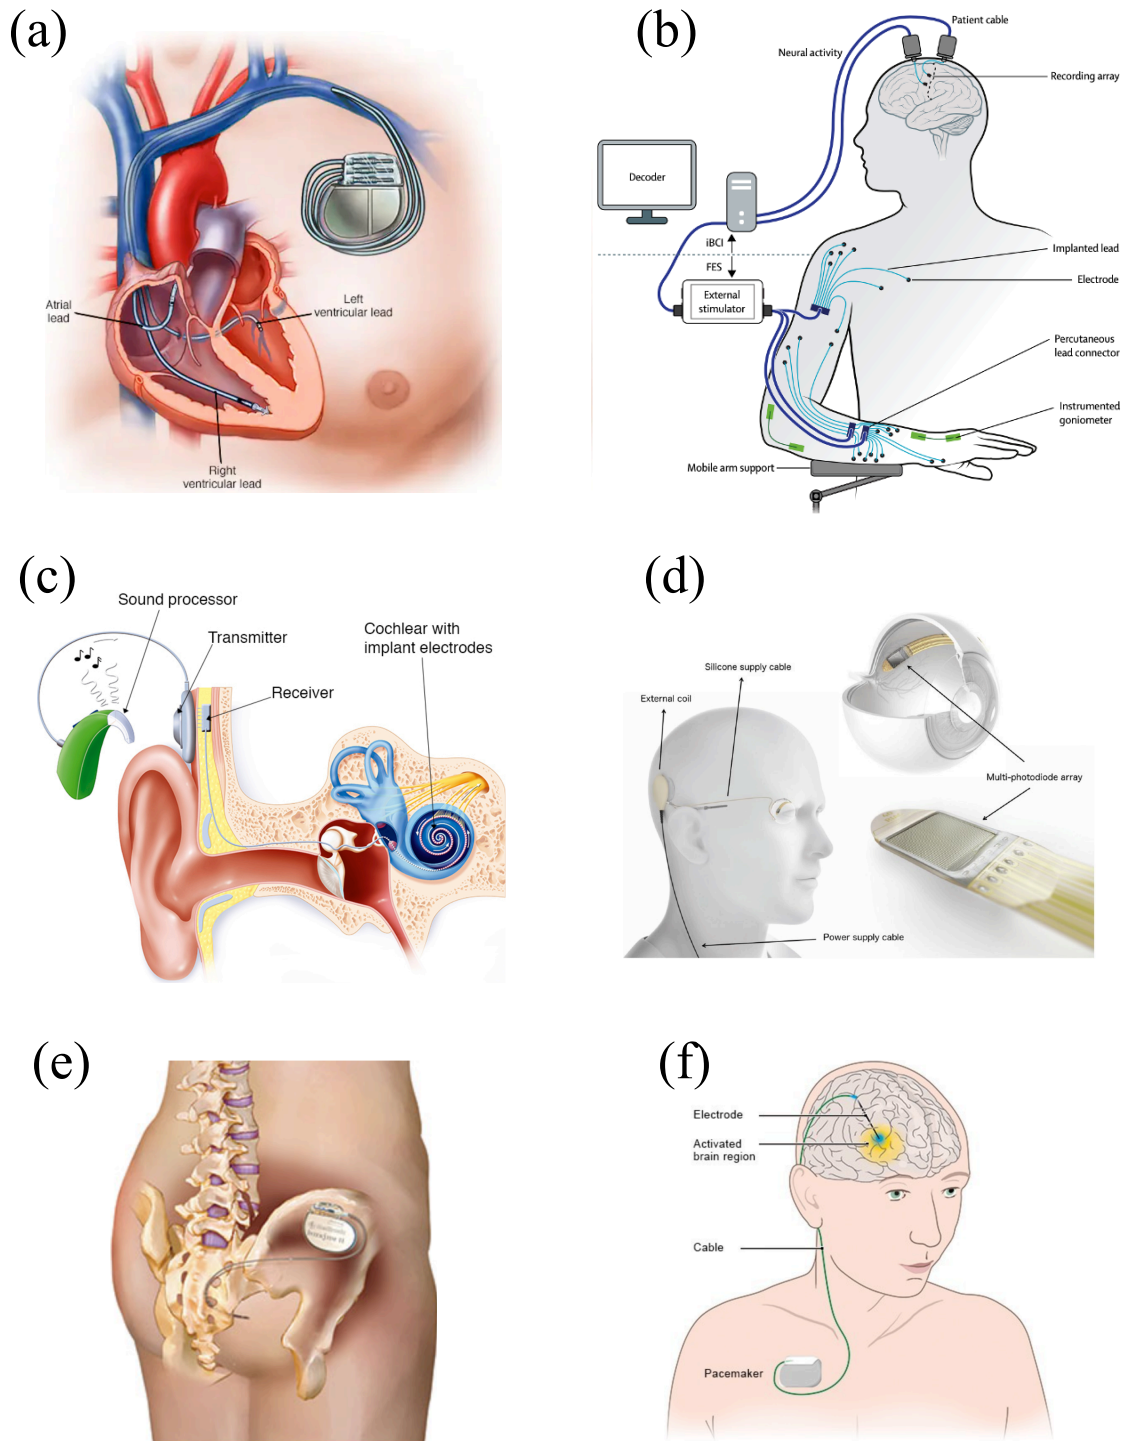 (a)
Atrial
lead
Left
ventricular lead
Right
ventricular lead
(b)
Patient cable
Neural activity
Recording array
Decoder
iBCI
FES
External
stimulator
Implanted lead
Electrode
Percutaneous
lead connector
Instrumented
goniometer
Mobile arm support
(c)
Sound processor
Transmitter
Cochlear with
implant electrodes
Receiver
(d)
Silicone supply cable
External coil
Multi-photodiode array
Power supply cable
(e)
(f)
Electrode
Activated
brain region
Cable
Pacemaker